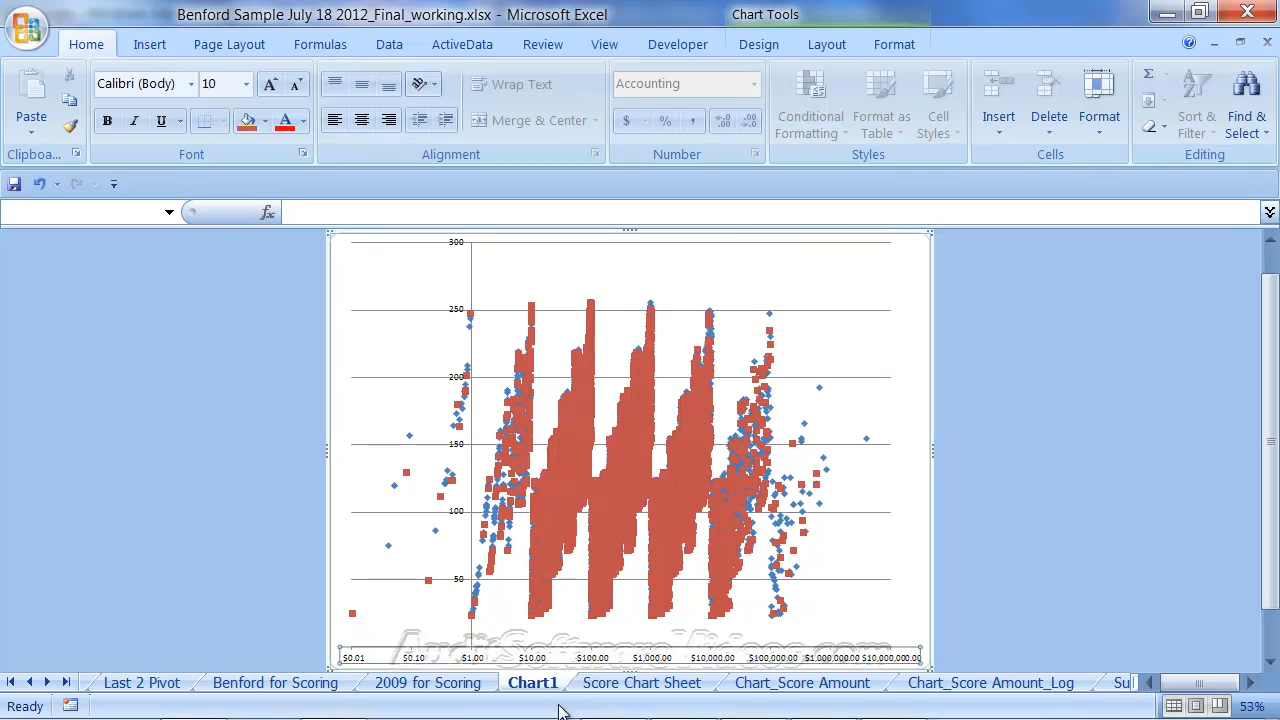 Benford Sample July 18 2012_Final_working.xlsx - Microsoft Excel
Chart Tools
Home Insert Page Layout Formulas Data ActiveData Review View Developer Design Layout Format
Paste
Calibri (Body) 10
Wrap Text
Accounting
B I U
Merge & Center
$ % ,
Conditional Formatting
Format as Table
Cell Styles
Insert
Delete
Format
Sort & Filter
Find & Select
Clipboa...
Font
Alignment
Number
Styles
Cells
Editing
fx
300
250
200
150
100
50
AuditSoftwareVideos.com
$0.01 $0.10 $1.00 $10.00 $100.00 $1,000.00 $10,000.00 $100,000.00 $1,000,000.00 $10,000,000.00
Last 2 Pivot Benford for Scoring 2009 for Scoring Chart1 Score Chart Sheet Chart_Score Amount Chart_Score Amount_Log Su
Ready
53%